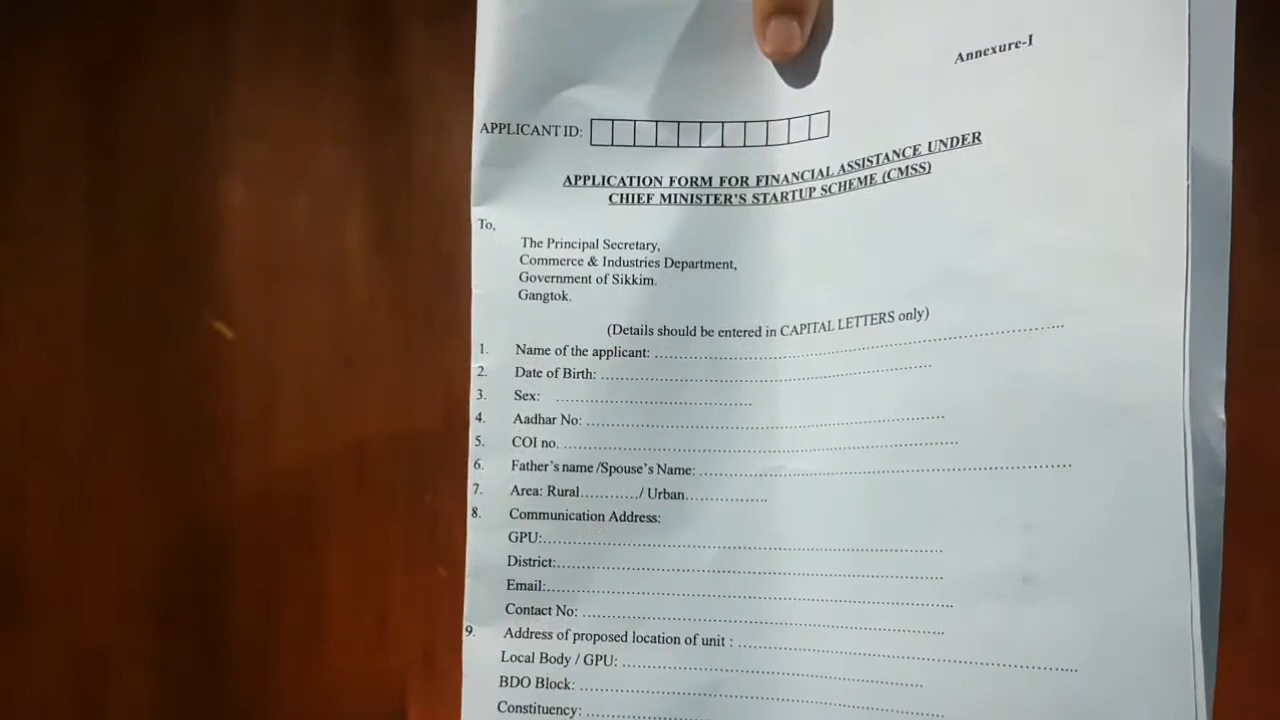 Annexure-I
APPLICANT ID:
APPLICATION FORM FOR FINANCIAL ASSISTANCE UNDER
CHIEF MINISTER'S STARTUP SCHEME (CMSS)
To,
The Principal Secretary,
Commerce & Industries Department,
Government of Sikkim.
Gangtok.
(Details should be entered in CAPITAL LETTERS only)
1. Name of the applicant: ........................................
2. Date of Birth: ........................................
3. Sex: ........................................
4. Aadhar No: ........................................
5. COI no. ........................................
6. Father's name /Spouse's Name: ........................................
7. Area: Rural.........../ Urban................
8. Communication Address:
GPU:........................................
District:........................................
Email:........................................
Contact No: ........................................
9. Address of proposed location of unit : ........................................
Local Body / GPU: ........................................
BDO Block: ........................................
Constituency: ........................................